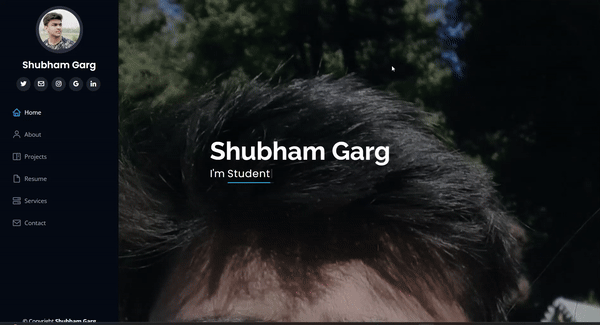 Shubham Garg
Home
About
Projects
Resume
Services
Contact
© Copyright Shubham Garg
Shubham Garg
I'm Student